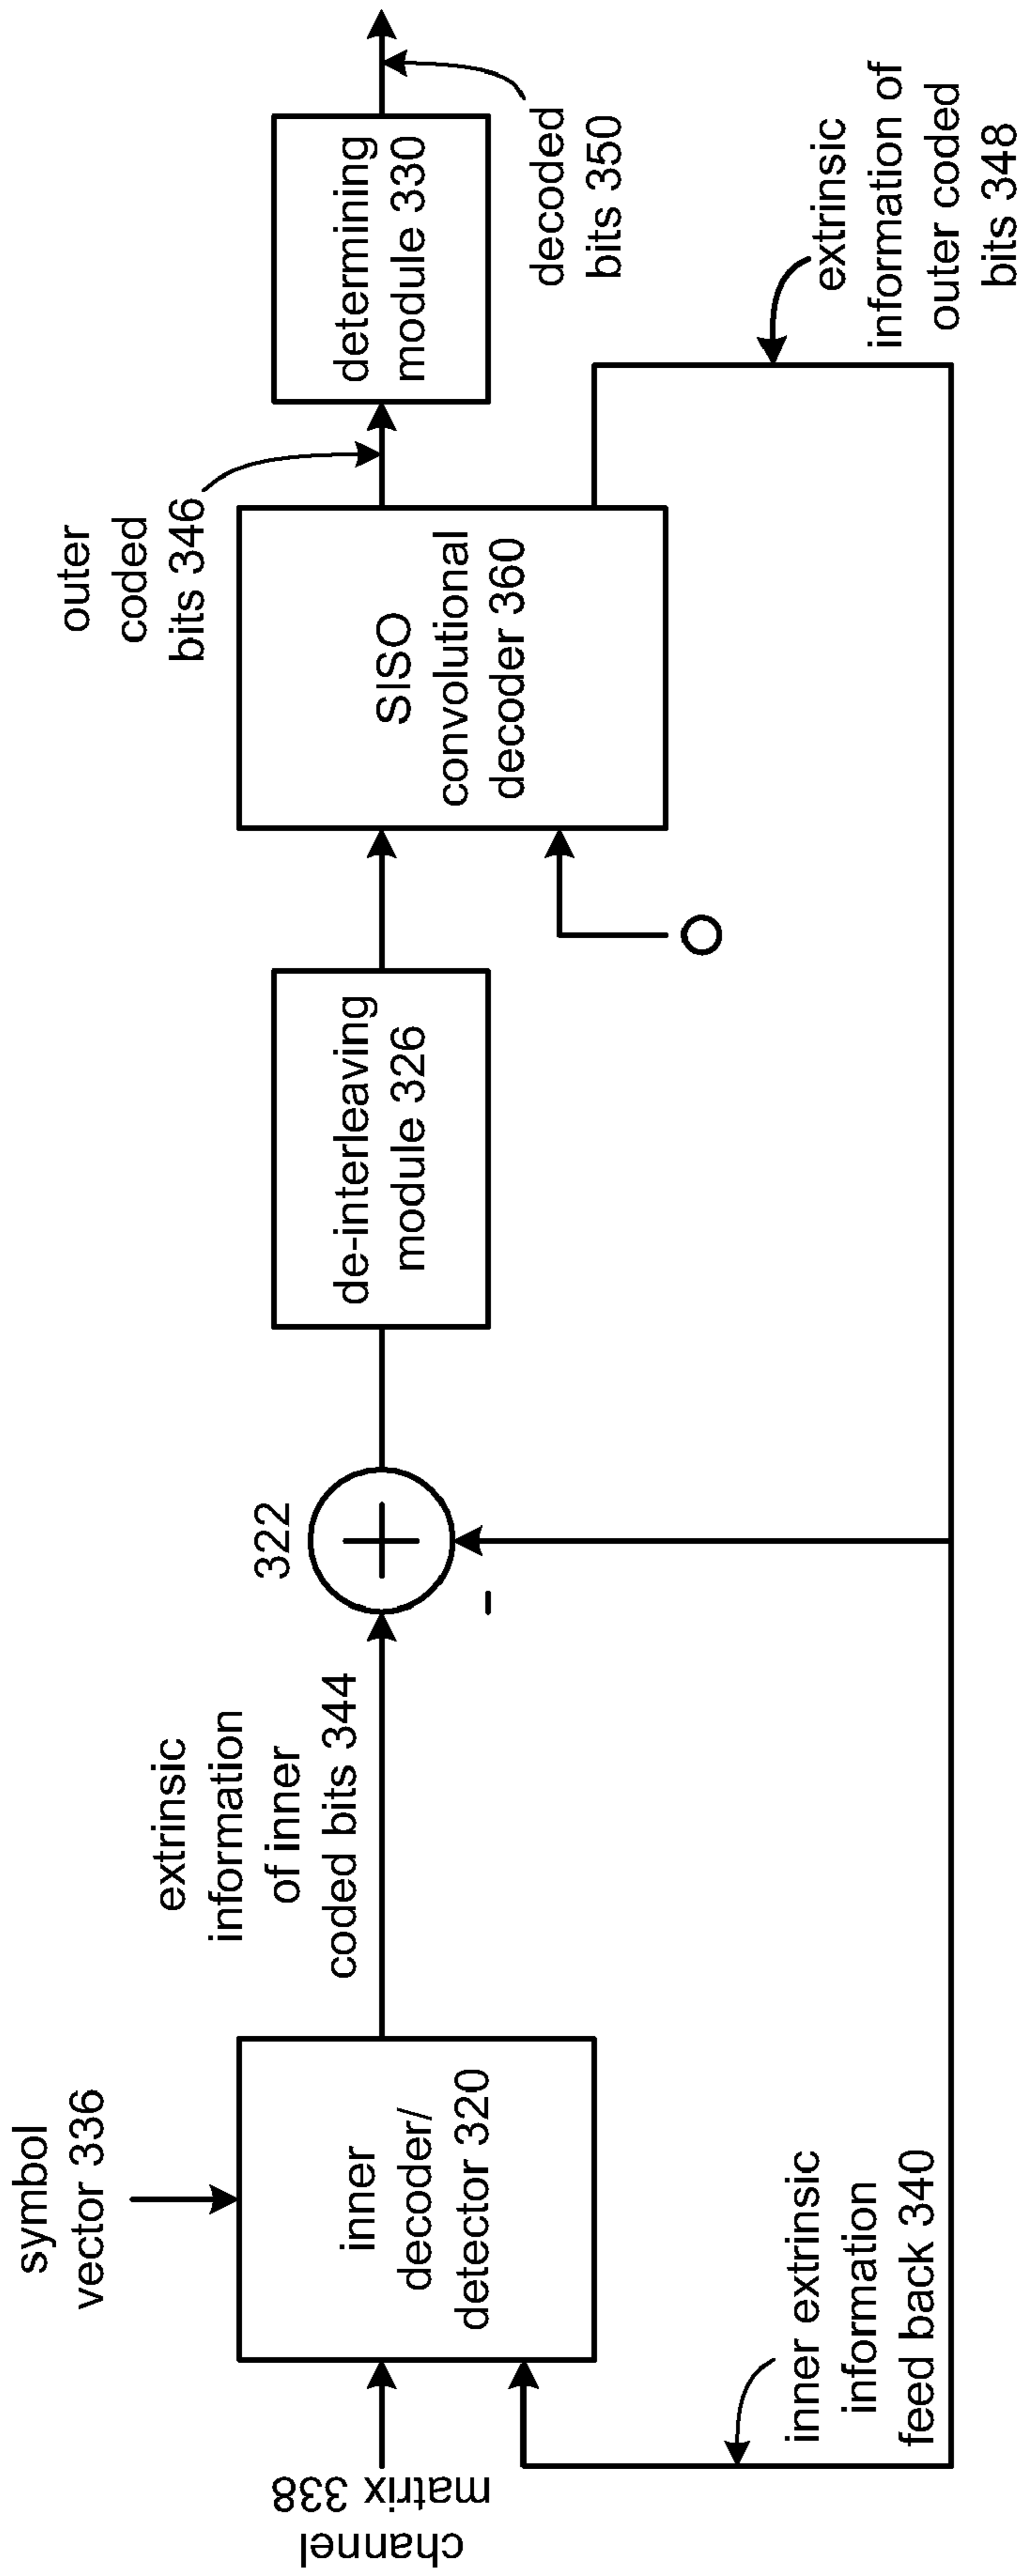 symbol
vector 336
channel
matrix 338
inner
decoder/
detector 320
inner extrinsic
information
feed back 340
extrinsic
information
of inner
coded bits 344
322
+
-
de-interleaving
module 326
O
SISO
convolutional
decoder 360
outer
coded
bits 346
determining
module 330
decoded
bits 350
extrinsic
information of
outer coded
bits 348